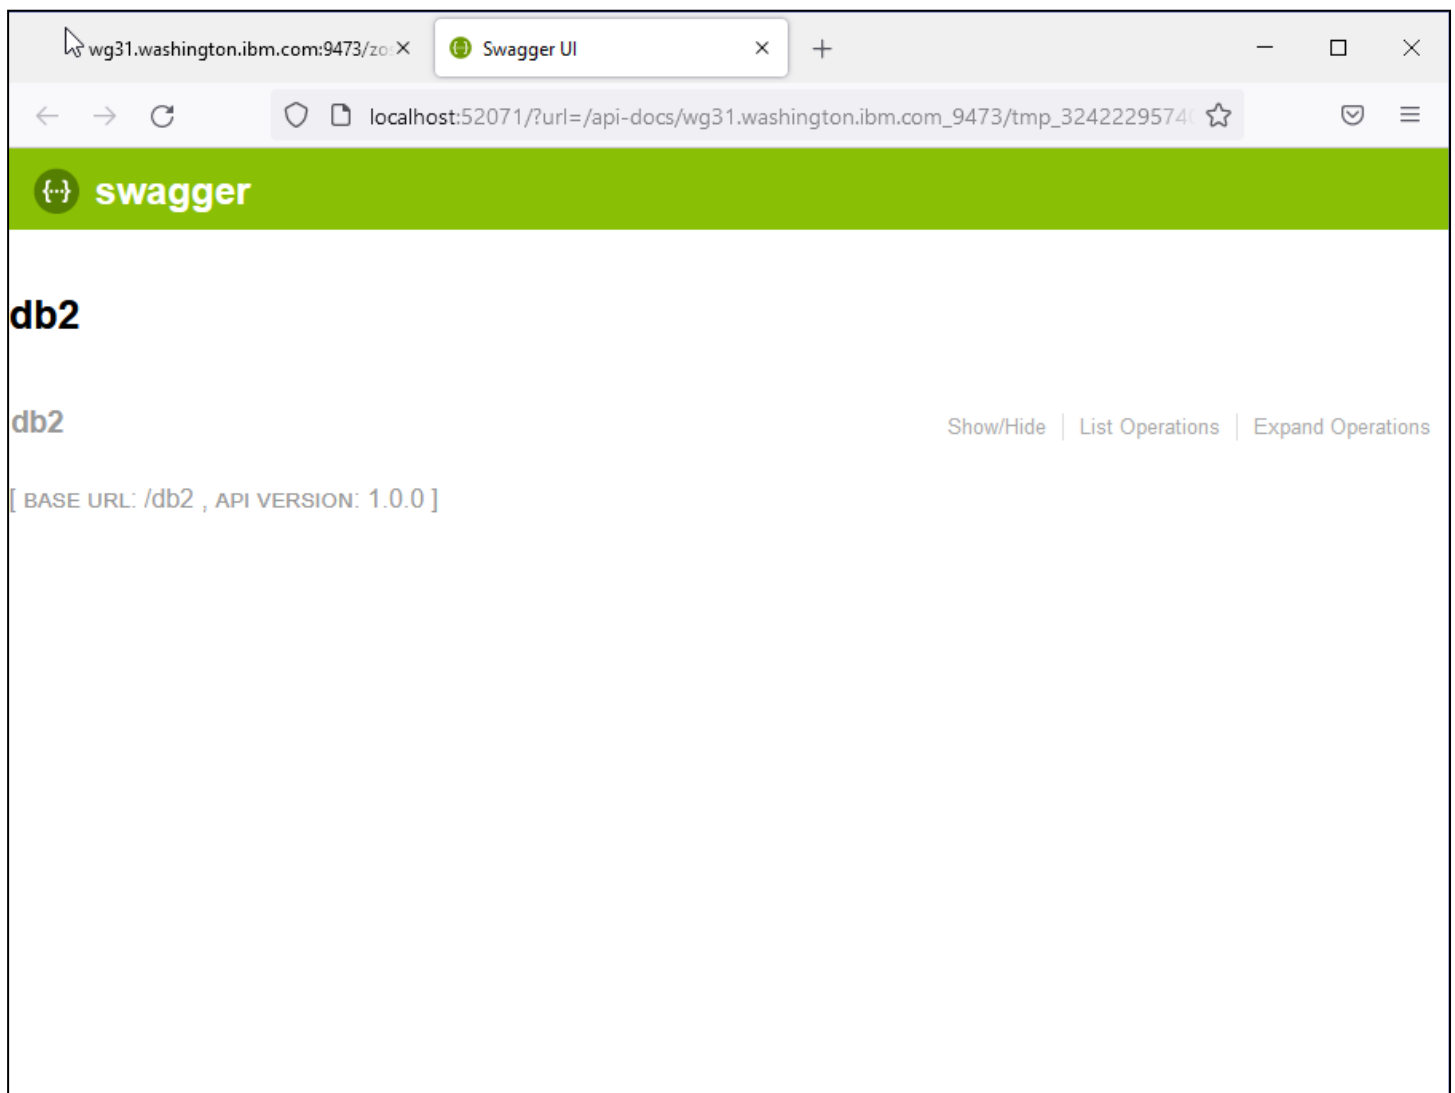 wg31.washington.ibm.com:9473/zo
Swagger UI
localhost:52071/?url=/api-docs/wg31.washington.ibm.com_9473/tmp_32422295740
swagger
db2
db2
Show/Hide
List Operations
Expand Operations
[ BASE URL: /db2 , API VERSION: 1.0.0 ]